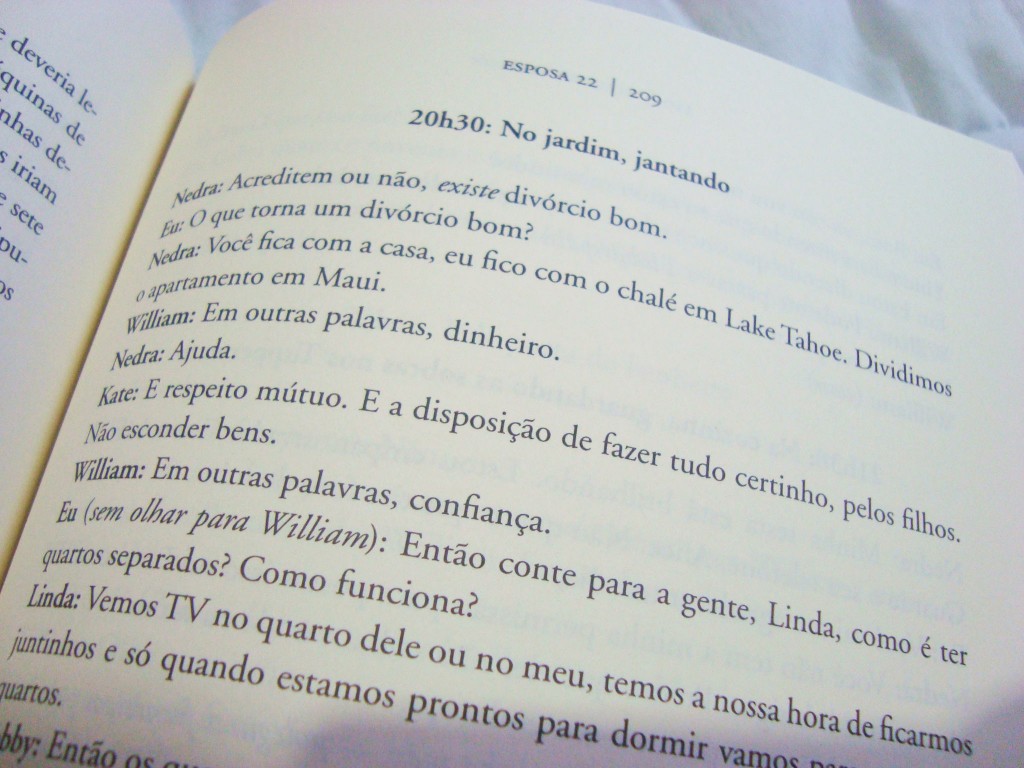 e deveria le-
quinas de
nhas de-
s iriam
e sete
pu-
os
ESPOSA 22 | 209
20h30: No jardim, jantando
Nedra: Acreditem ou não, existe divórcio bom.
Eu: O que torna um divórcio bom?
Nedra: Você fica com a casa, eu fico com o chalé em Lake Tahoe. Dividimos
o apartamento em Maui.
William: Em outras palavras, dinheiro.
Nedra: Ajuda.
Kate: E respeito mútuo. E a disposição de fazer tudo certinho, pelos filhos.
Não esconder bens.
William: Em outras palavras, confiança.
Eu (sem olhar para William): Então conte para a gente, Linda, como é ter
quartos separados? Como funciona?
Linda: Vemos TV no quarto dele ou no meu, temos a nossa hora de ficarmos
juntinhos e só quando estamos prontos para dormir vamos
quartos.
bby: Então os